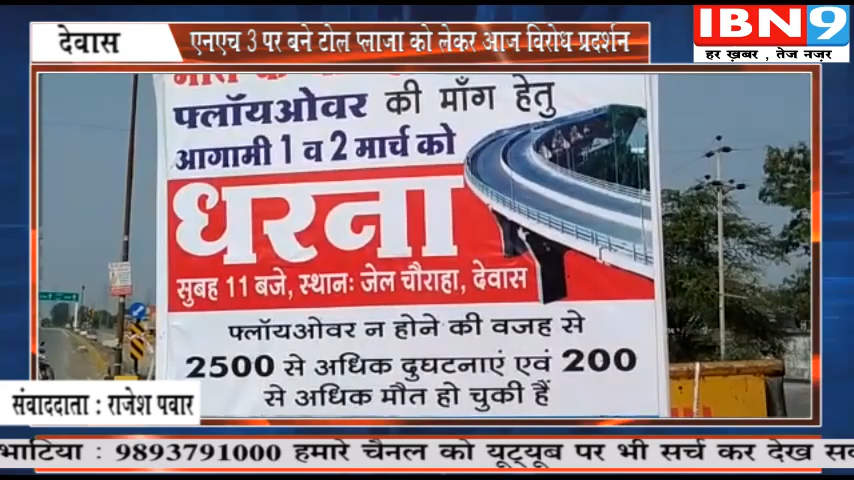 देवास
एनएच 3 पर बने टोल प्लाजा को लेकर आज विरोध प्रदर्शन
IBN9
हर ख़बर , तेज नज़र
फ्लॉयओवर की माँग हेतु
आगामी 1 व 2 मार्च को
धरना
सुबह 11 बजे, स्थानः जेल चौराहा, देवास
फ्लॉयओवर न होने की वजह से
2500 से अधिक दुघटनाएं एवं 200
से अधिक मौत हो चुकी हैं
संवाददाता : राजेश पवार
भाटिया : 9893791000 हमारे चैनल को यूट्यूब पर भी सर्च कर देख सक